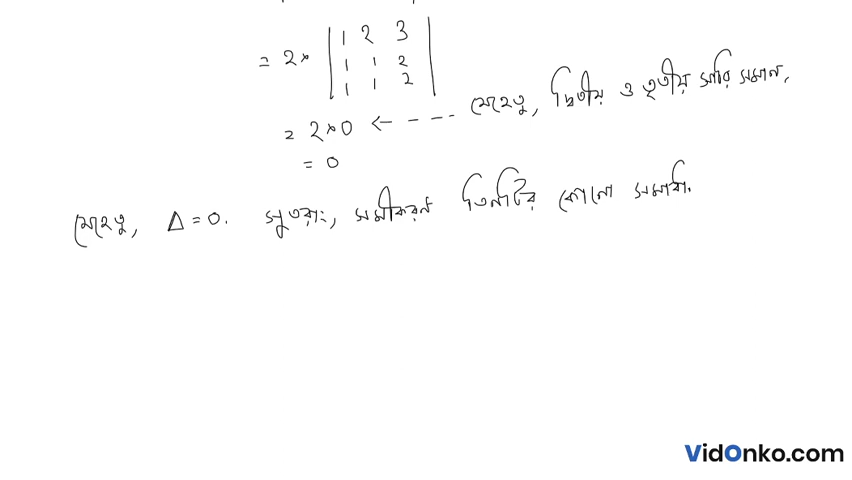 = 2 × | 1 2 3 |
| 1 1 2 |
| 1 1 2 |
= 2 × 0 ← - - - যেহেতু, দ্বিতীয় ও তৃতীয় সারি সমান,
= 0
যেহেতু, Δ = 0. সুতরাং, সমীকরণ তিনটির কোনো সমাধা
VidOnko.com